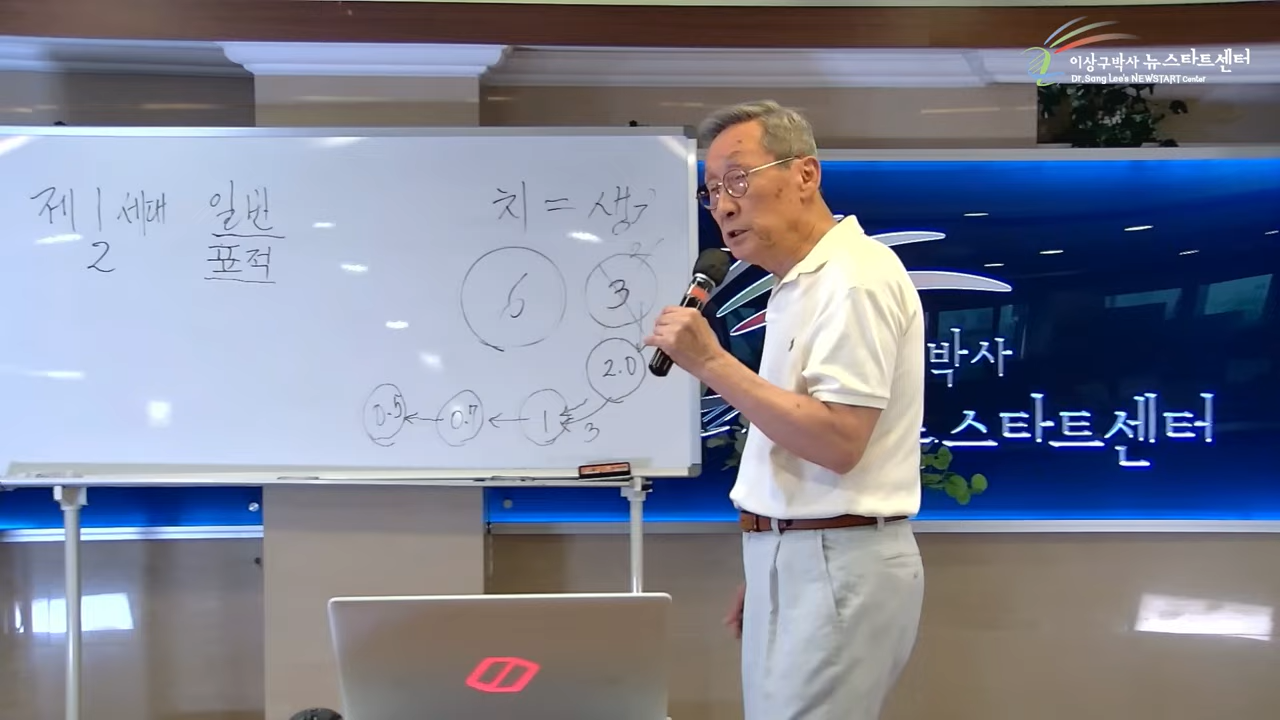 이상구박사 뉴스타트센터
Dr. Sang Lee's NEWSTART Center
제 1 세대 일반
2 표적
치 = 생
6 3
2.0
0.5 0.7 1 3
박사
스타트센터